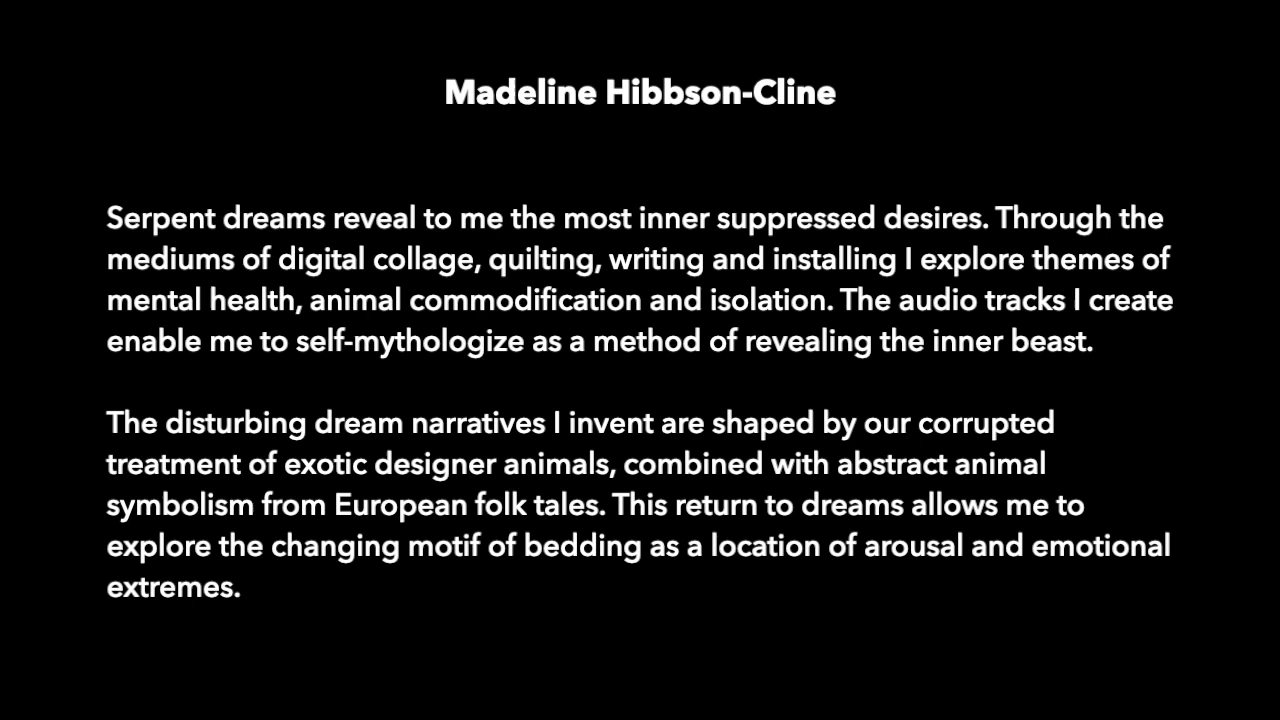 Madeline Hibbson-Cline
Serpent dreams reveal to me the most inner suppressed desires. Through the
mediums of digital collage, quilting, writing and installing I explore themes of
mental health, animal commodification and isolation. The audio tracks I create
enable me to self-mythologize as a method of revealing the inner beast.
The disturbing dream narratives I invent are shaped by our corrupted
treatment of exotic designer animals, combined with abstract animal
symbolism from European folk tales. This return to dreams allows me to
explore the changing motif of bedding as a location of arousal and emotional
extremes.